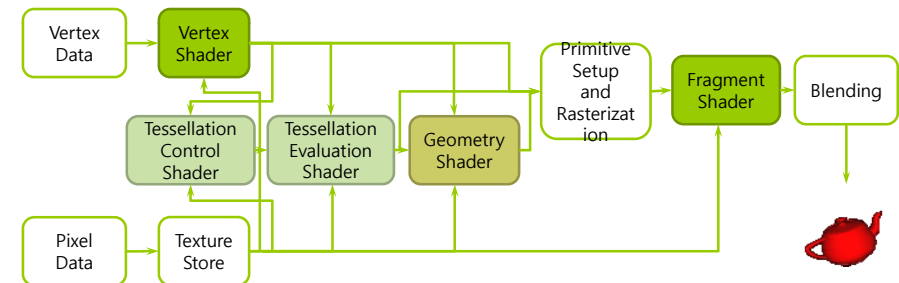 Vertex
Data
Vertex
Shader
Primitive
Setup
and
Rasterizat
ion
Fragment
Shader
Blending
Tessellation
Control
Shader
Tessellation
Evaluation
Shader
Geometry
Shader
Pixel
Data
Texture
Store